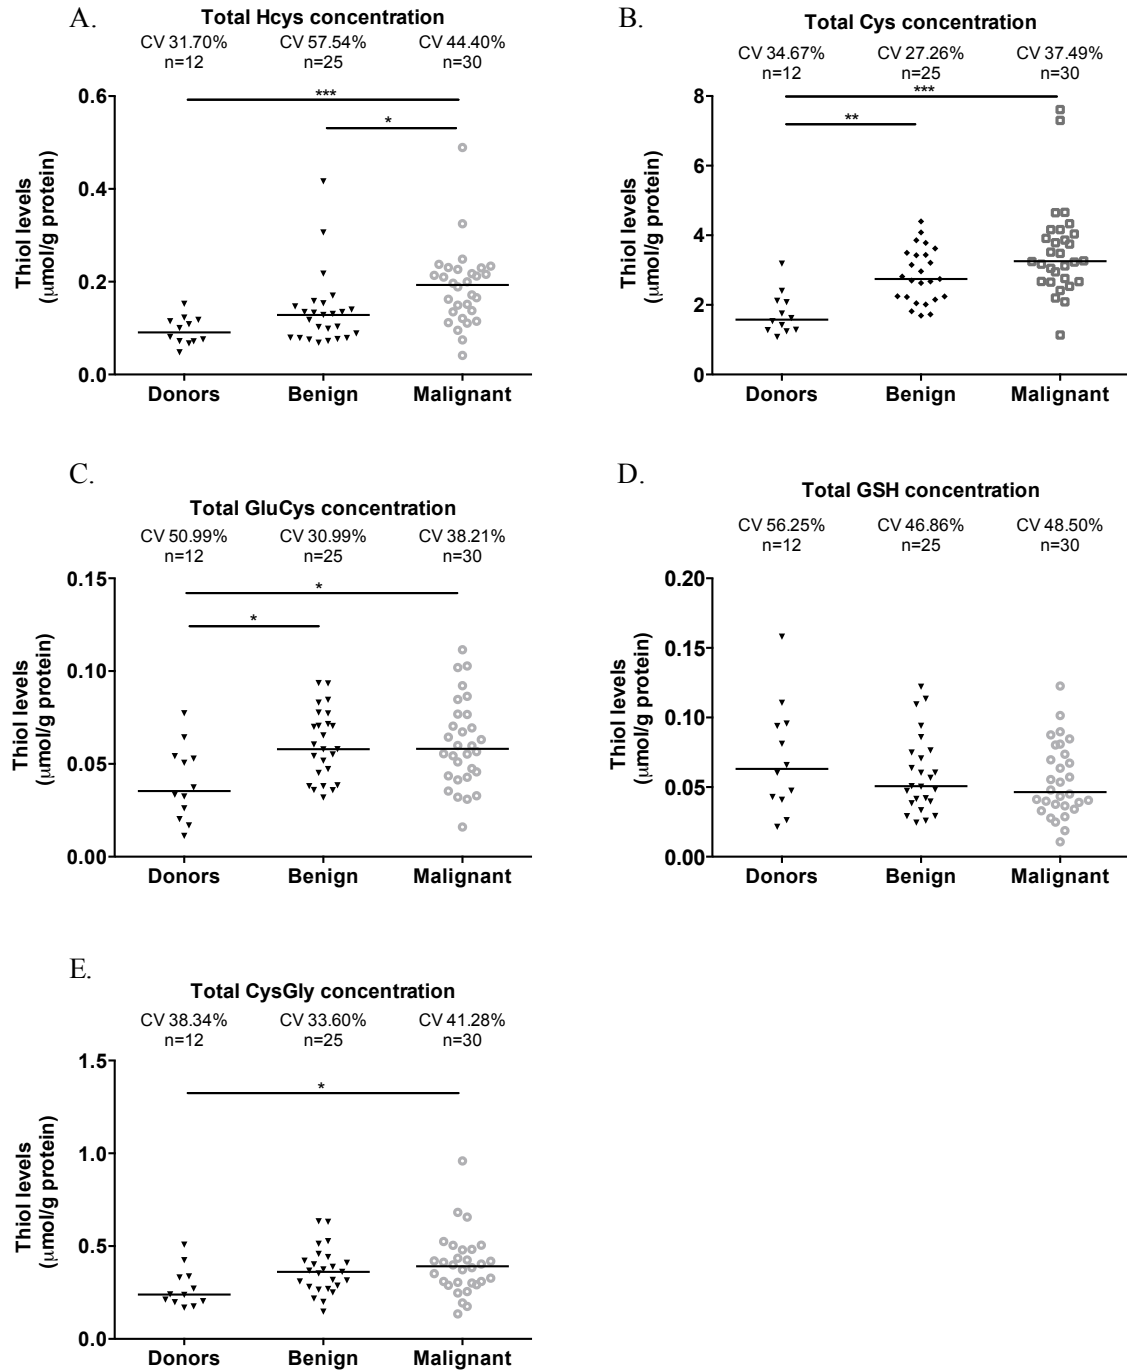 A.
Total Hcys concentration
CV 31.70% CV 57.54% CV 44.40%
n=12 n=25 n=30
***
*
0.6
0.4
0.2
0.0
Thiol levels
(μmol/g protein)
Donors Benign Malignant
B.
Total Cys concentration
CV 34.67% CV 27.26% CV 37.49%
n=12 n=25 n=30
***
**
8
6
4
2
0
Thiol levels
(μmol/g protein)
Donors Benign Malignant
C.
Total GluCys concentration
CV 50.99% CV 30.99% CV 38.21%
n=12 n=25 n=30
*
*
0.15
0.10
0.05
0.00
Thiol levels
(μmol/g protein)
Donors Benign Malignant
D.
Total GSH concentration
CV 56.25% CV 46.86% CV 48.50%
n=12 n=25 n=30
0.20
0.15
0.10
0.05
0.00
Thiol levels
(μmol/g protein)
Donors Benign Malignant
E.
Total CysGly concentration
CV 38.34% CV 33.60% CV 41.28%
n=12 n=25 n=30
*
1.5
1.0
0.5
0.0
Thiol levels
(μmol/g protein)
Donors Benign Malignant